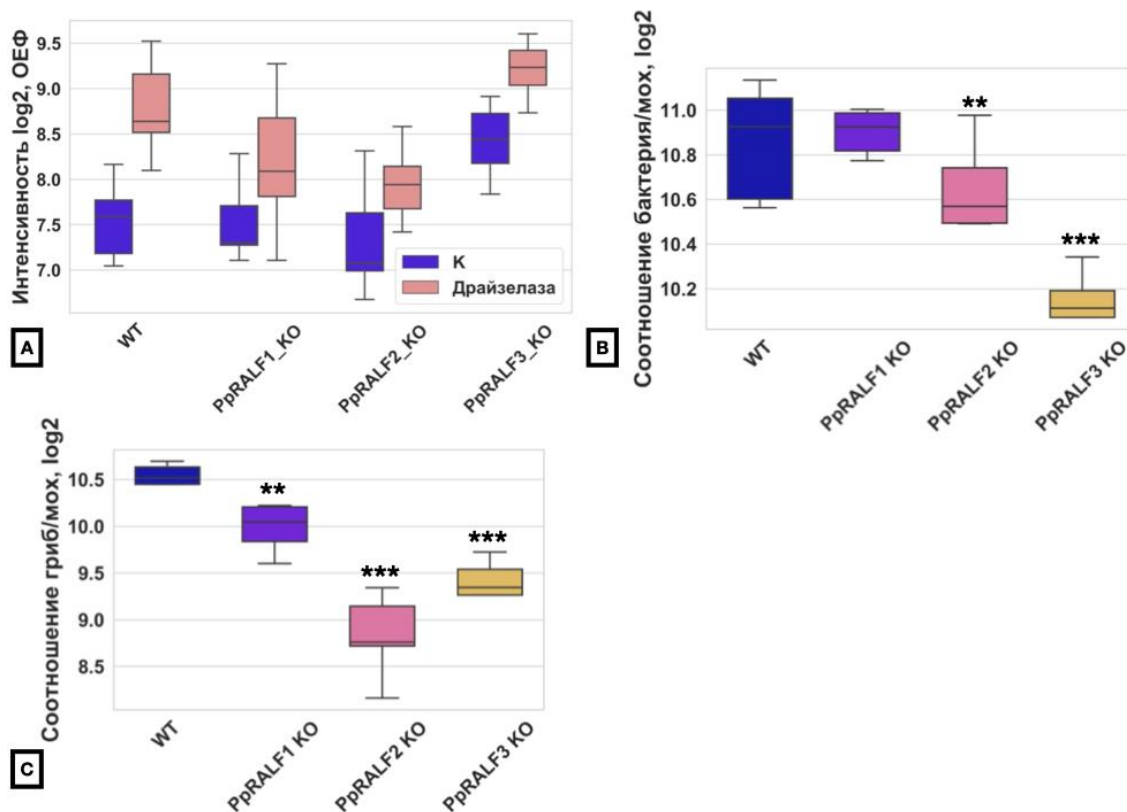 Интенсивность log2, ОЕФ
9.5
9.0
8.5
8.0
7.5
7.0
К
Драйзелаза
WT
PpRALF1_KO
PpRALF2_KO
PpRALF3_KO
A
Соотношение бактерия/мох, log2
11.0
10.8
10.6
10.4
10.2
**
***
WT
PpRALF1 KO
PpRALF2 KO
PpRALF3 KO
B
Соотношение гриб/мох, log2
10.5
10.0
9.5
9.0
8.5
**
***
***
WT
PpRALF1 KO
PpRALF2 KO
PpRALF3 KO
C